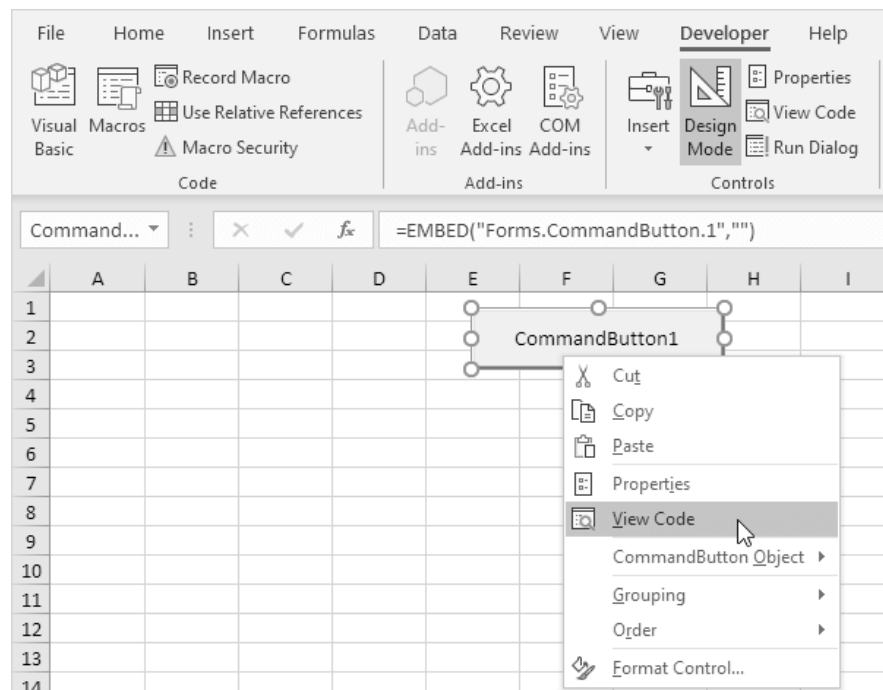 File Home Insert Formulas Data Review View Developer Help
Visual Basic
Macros
Record Macro
Use Relative References
Macro Security
Code
Add-ins
Excel Add-ins
COM Add-ins
Add-ins
Insert
Design Mode
Properties
View Code
Run Dialog
Controls
Command... fx =EMBED("Forms.CommandButton.1","")
A B C D E F G H I
1
2
CommandButton1
3
4
5
6
7
8
9
10
11
12
13
14
Cut
Copy
Paste
Properties
View Code
CommandButton Object
Grouping
Order
Format Control...